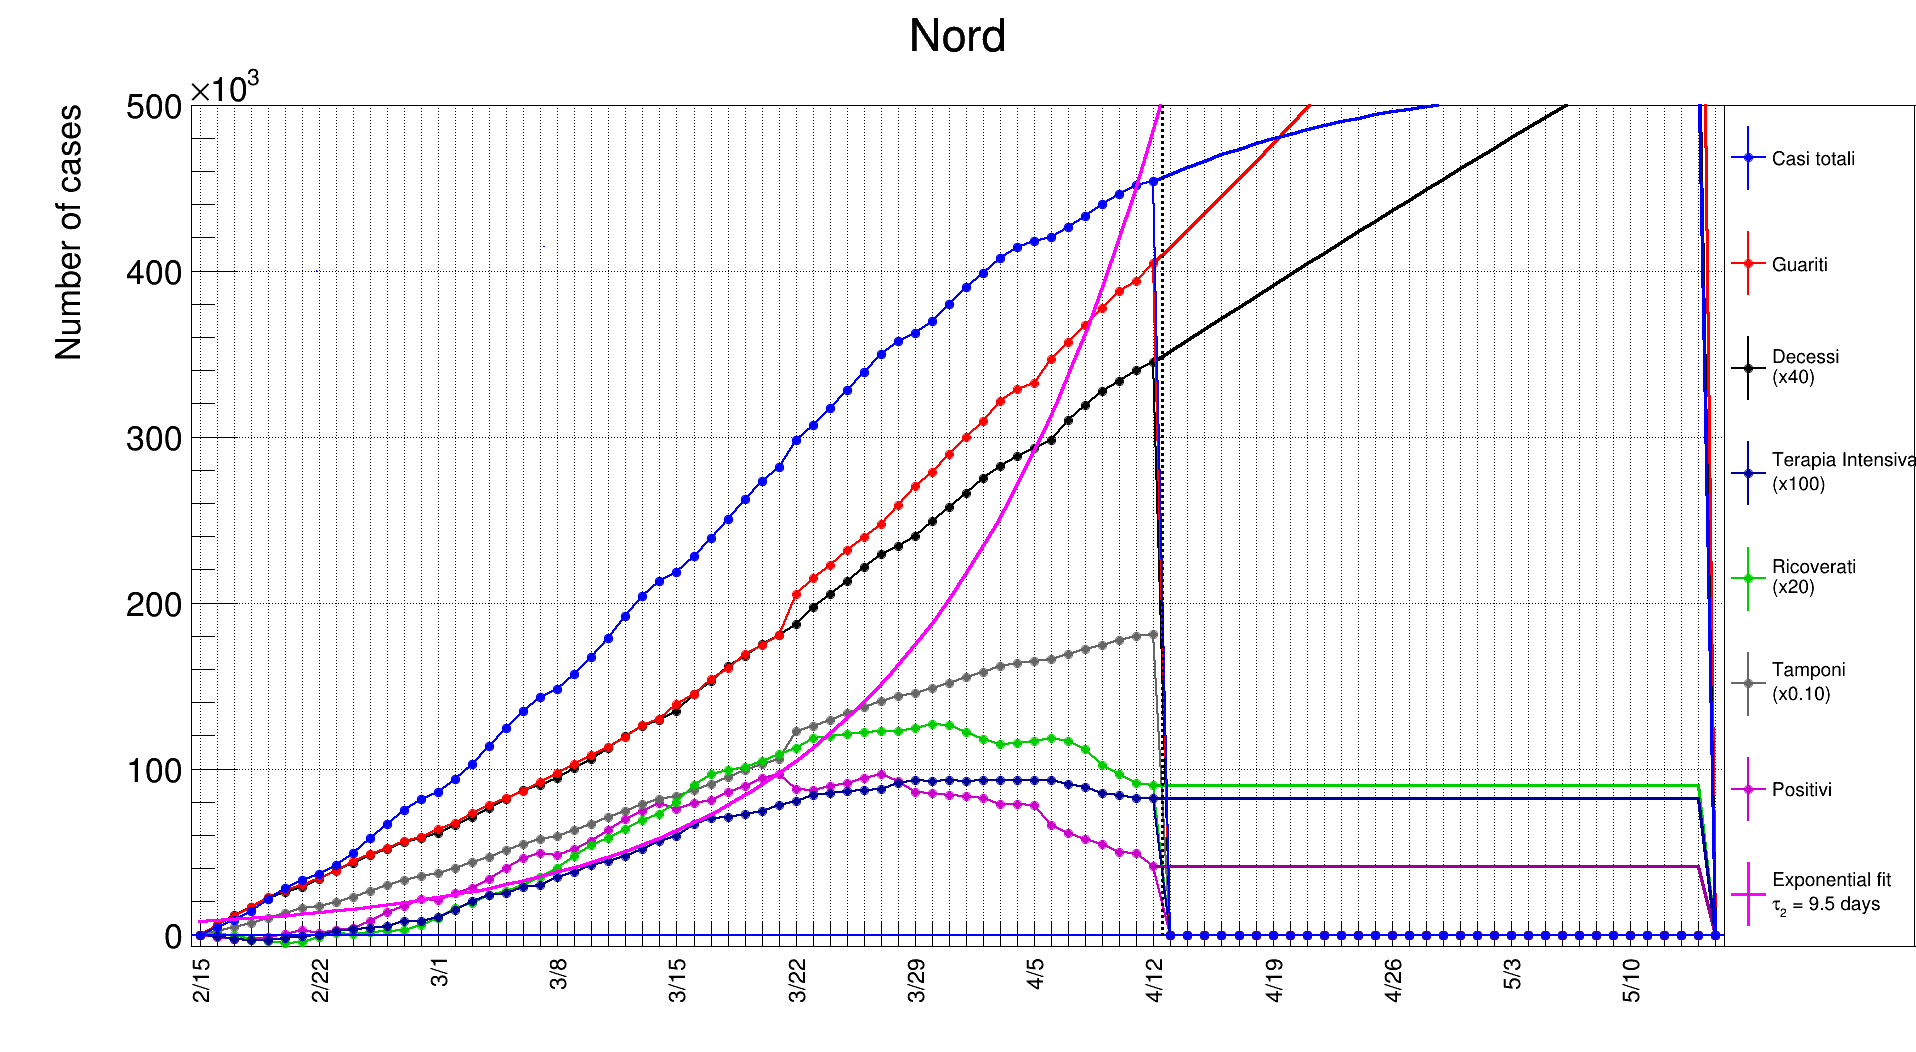 Nord
×10³
Number of cases
500
400
300
200
100
0
2/15
2/22
3/1
3/8
3/15
3/22
3/29
4/5
4/12
4/19
4/26
5/3
5/10
Casi totali
Guariti
Decessi
(x40)
Terapia Intensiva
(x100)
Ricoverati
(x20)
Tamponi
(x0.10)
Positivi
Exponential fit
τ₂ = 9.5 days